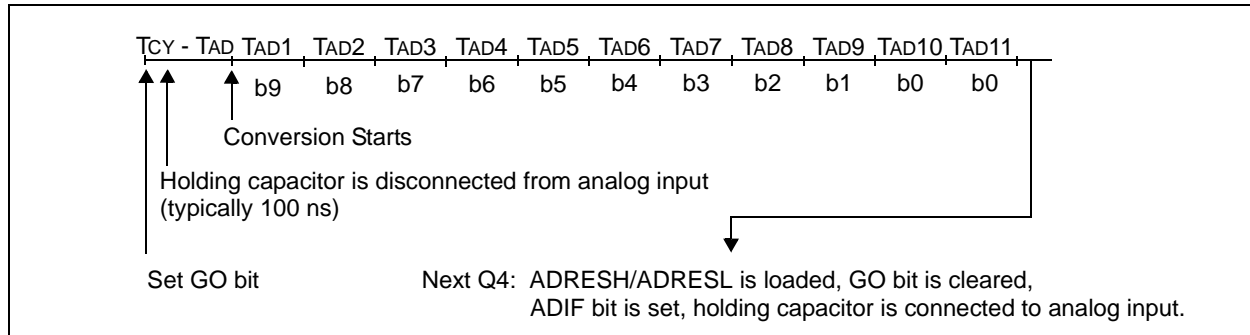 TCY - TAD TAD1 TAD2 TAD3 TAD4 TAD5 TAD6 TAD7 TAD8 TAD9 TAD10 TAD11
b9 b8 b7 b6 b5 b4 b3 b2 b1 b0 b0
Conversion Starts
Holding capacitor is disconnected from analog input
(typically 100 ns)
Set GO bit
Next Q4: ADRESH/ADRESL is loaded, GO bit is cleared,
ADIF bit is set, holding capacitor is connected to analog input.